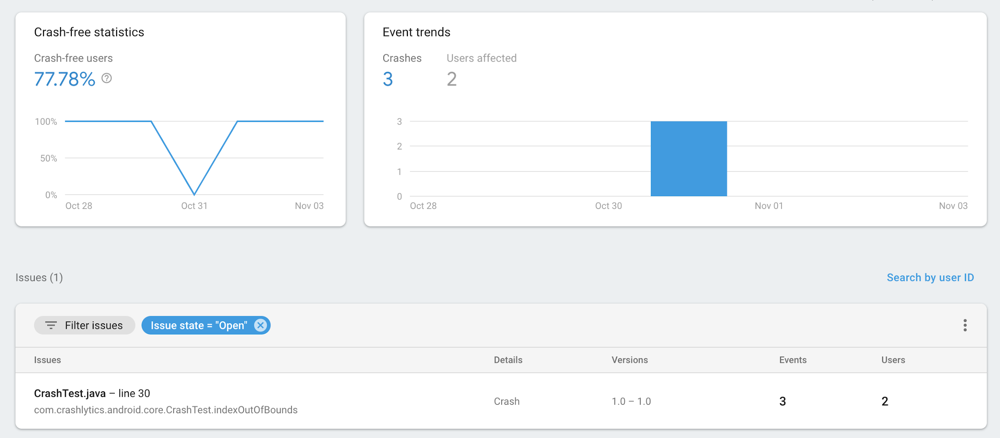 Crash-free statistics
Crash-free users
77.78%
100%
50%
0%
Oct 28 Oct 31 Nov 03
Event trends
Crashes Users affected
3 2
3
2
1
0
Oct 28 Oct 30 Nov 01 Nov 03
Issues (1) Search by user ID
Filter issues Issue state = "Open"
Issues Details Versions Events Users
CrashTest.java – line 30
com.crashlytics.android.core.CrashTest.indexOutOfBounds
Crash 1.0 – 1.0 3 2